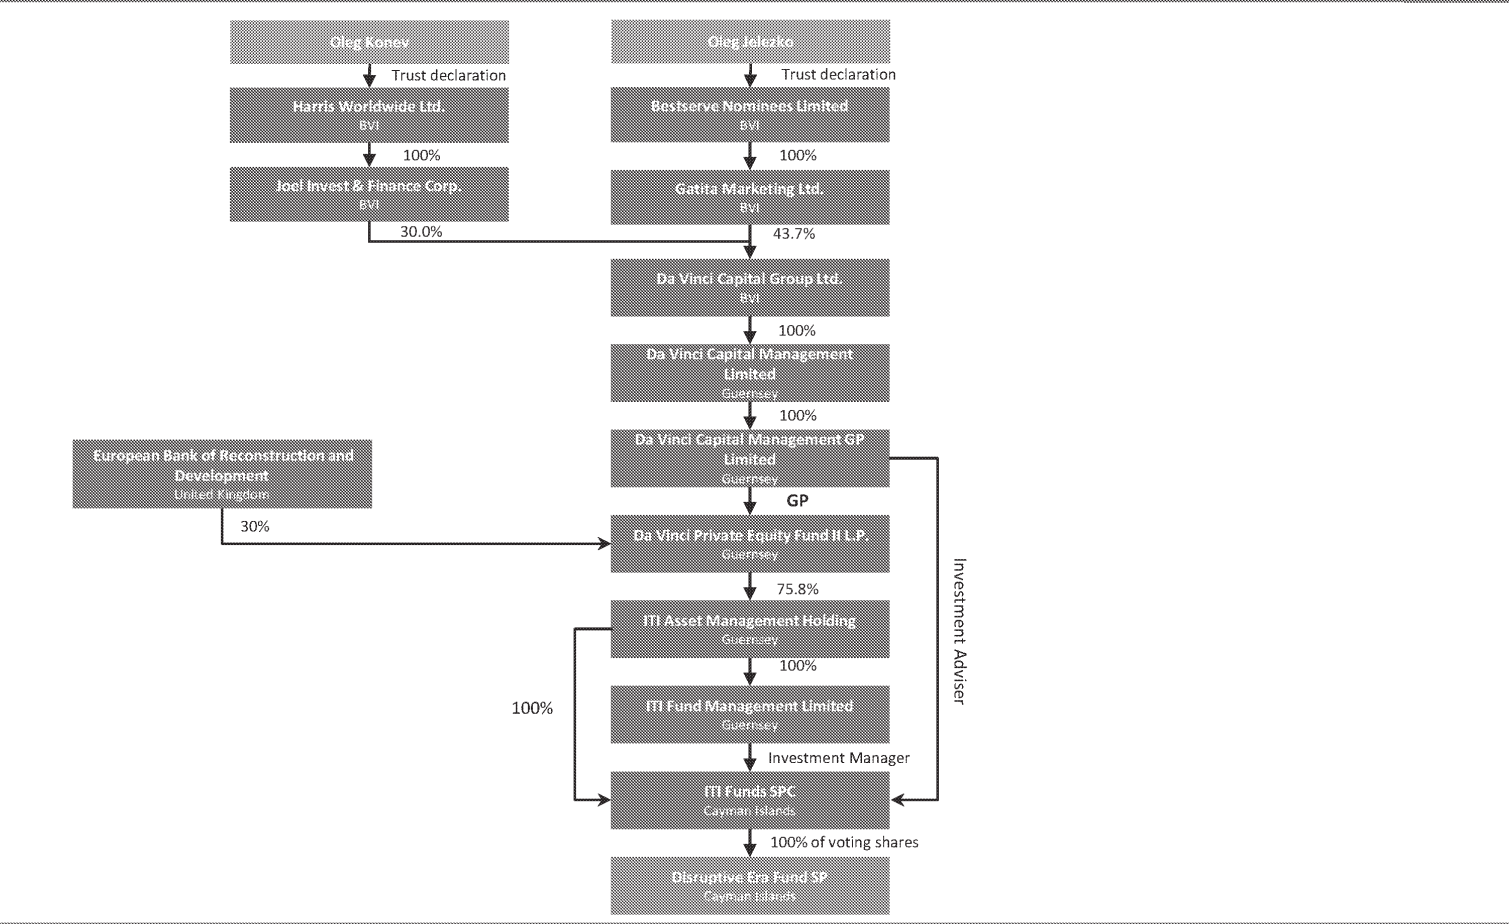 Oleg Konev
Oleg Jelezko
Trust declaration
Trust declaration
Harris Worldwide Ltd.
BVI
Bestserve Nominees Limited
BVI
100%
100%
Joel Invest & Finance Corp.
BVI
Gatita Marketing Ltd.
BVI
30.0%
43.7%
Da Vinci Capital Group Ltd.
BVI
100%
Da Vinci Capital Management
Limited
Guernsey
100%
Da Vinci Capital Management GP
Limited
Guernsey
European Bank of Reconstruction and
Development
United Kingdom
GP
30%
Da Vinci Private Equity Fund II L.P.
Guernsey
75.8%
ITI Asset Management Holding
Guernsey
100%
100%
Investment Adviser
ITI Fund Management Limited
Guernsey
Investment Manager
ITI Funds SPC
Cayman Islands
100% of voting shares
Disruptive Era Fund SP
Cayman Islands